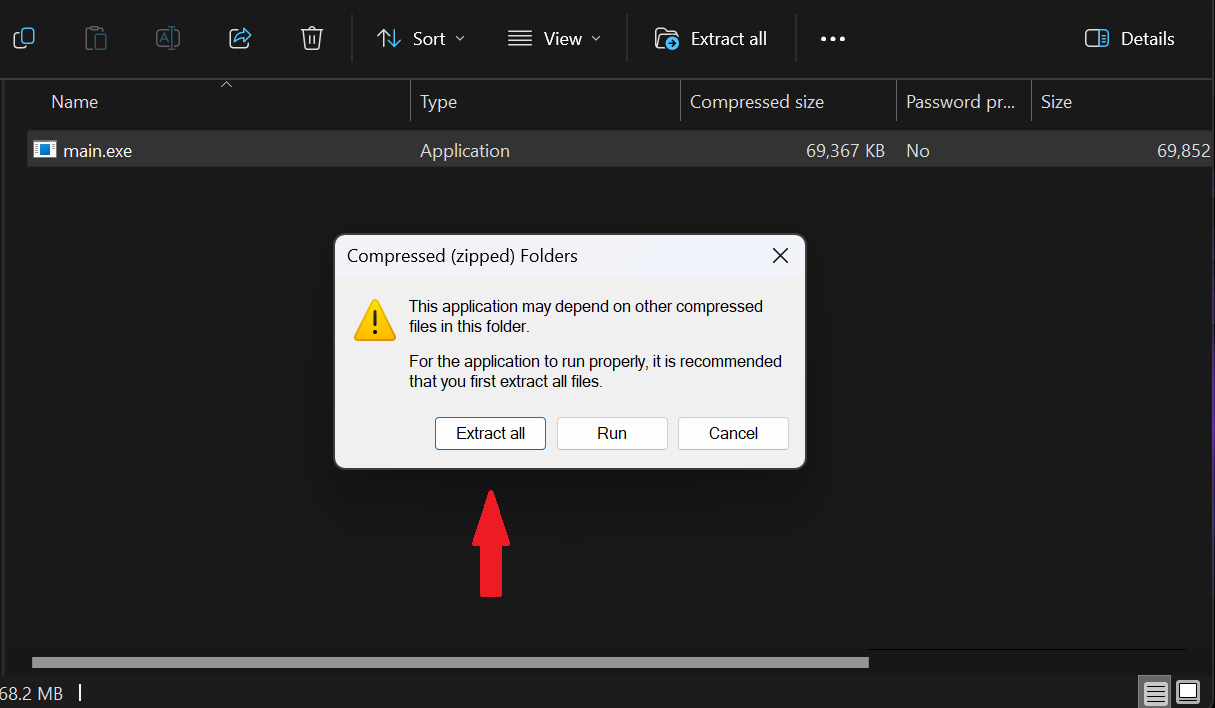 Sort
View
Extract all
Details
Name
Type
Compressed size
Password pr...
Size
main.exe
Application
69,367 KB
No
69,852
Compressed (zipped) Folders
This application may depend on other compressed
files in this folder.
For the application to run properly, it is recommended
that you first extract all files.
Extract all
Run
Cancel
68.2 MB